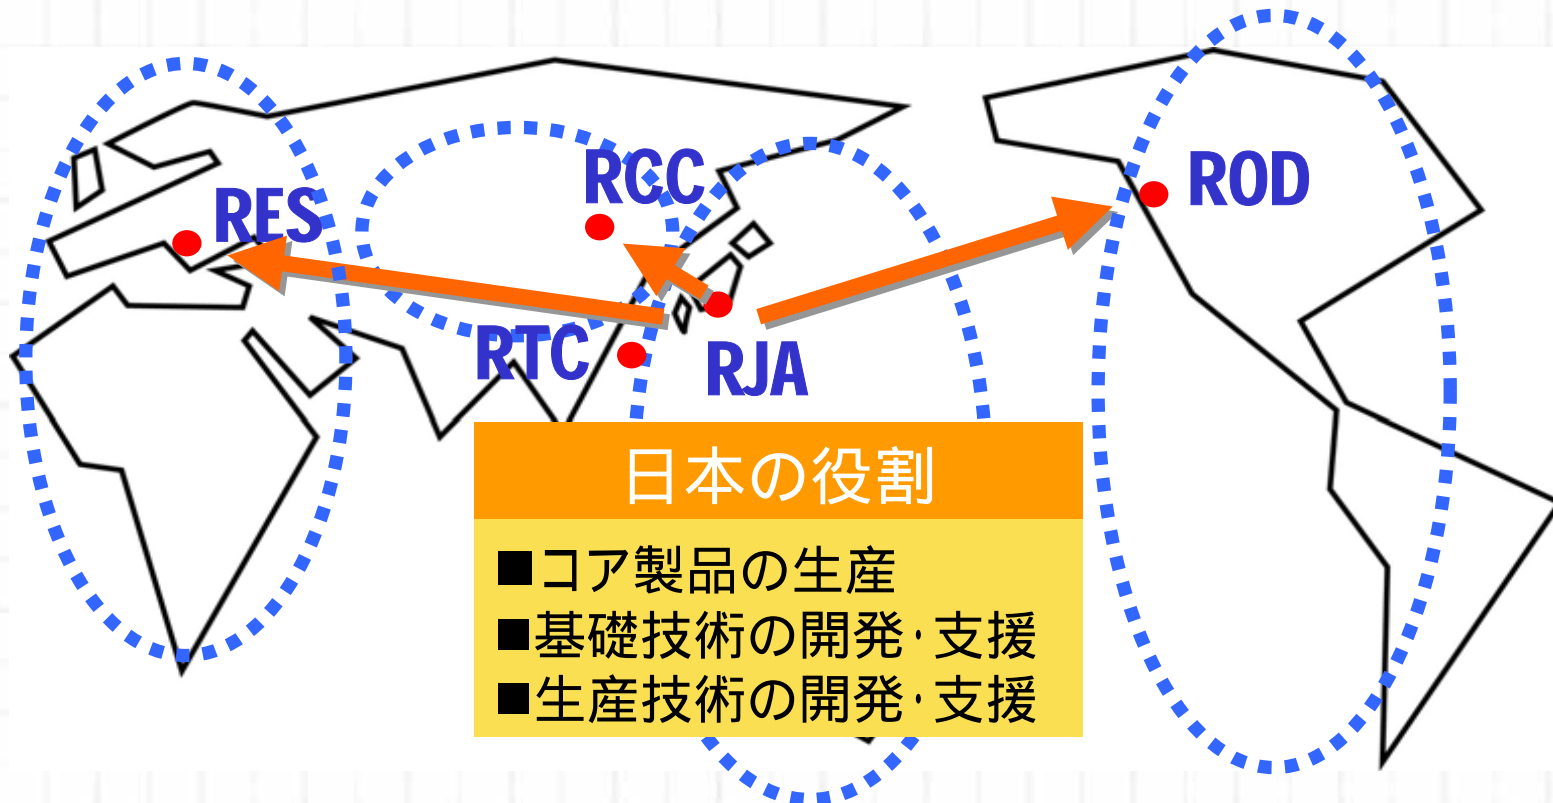 RCC
ROD
RES
RTC
RJA
日本の役割
■コア製品の生産
■基礎技術の開発・支援
■生産技術の開発・支援